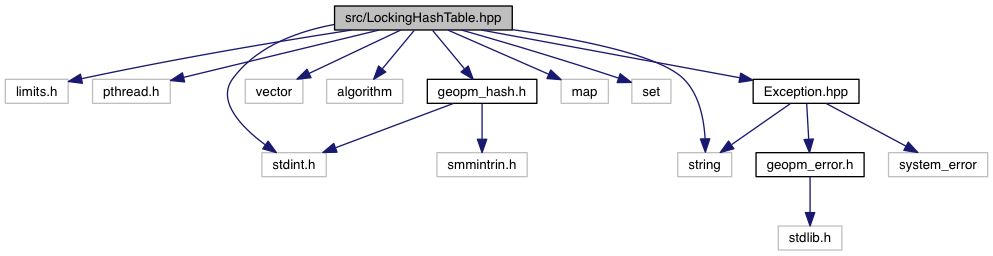 src/LockingHashTable.hpp
limits.h
pthread.h
vector
algorithm
geopm_hash.h
map
set
Exception.hpp
stdint.h
smmintrin.h
string
geopm_error.h
system_error
stdlib.h